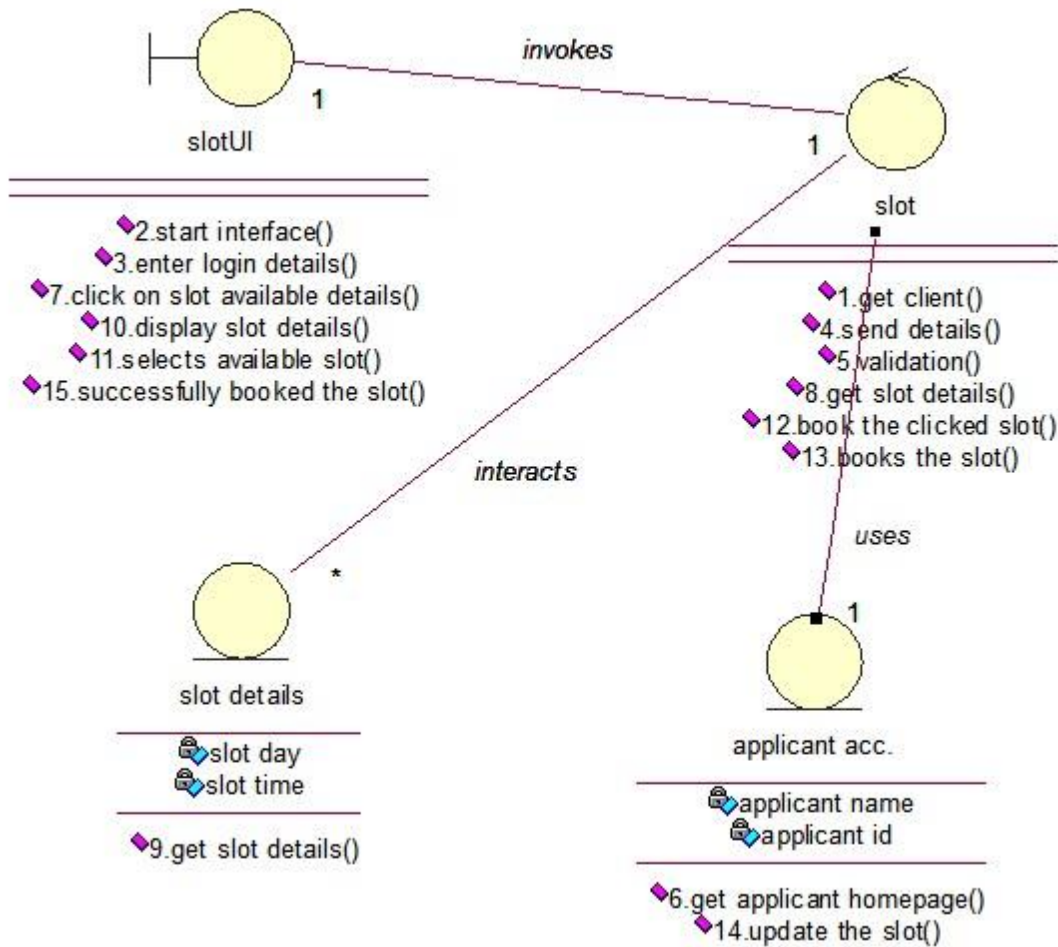 invokes
1
1
slotUI
slot
2.start interface()
3.enter login details()
7.click on slot available details()
10.display slot details()
11.selects available slot()
15.successfully booked the slot()
1.get client()
4.send details()
5.validation()
8.get slot details()
12.book the clicked slot()
13.books the slot()
interacts
uses
*
1
slot details
slot day
slot time
9.get slot details()
applicant acc.
applicant name
applicant id
6.get applicant homepage()
14.update the slot()